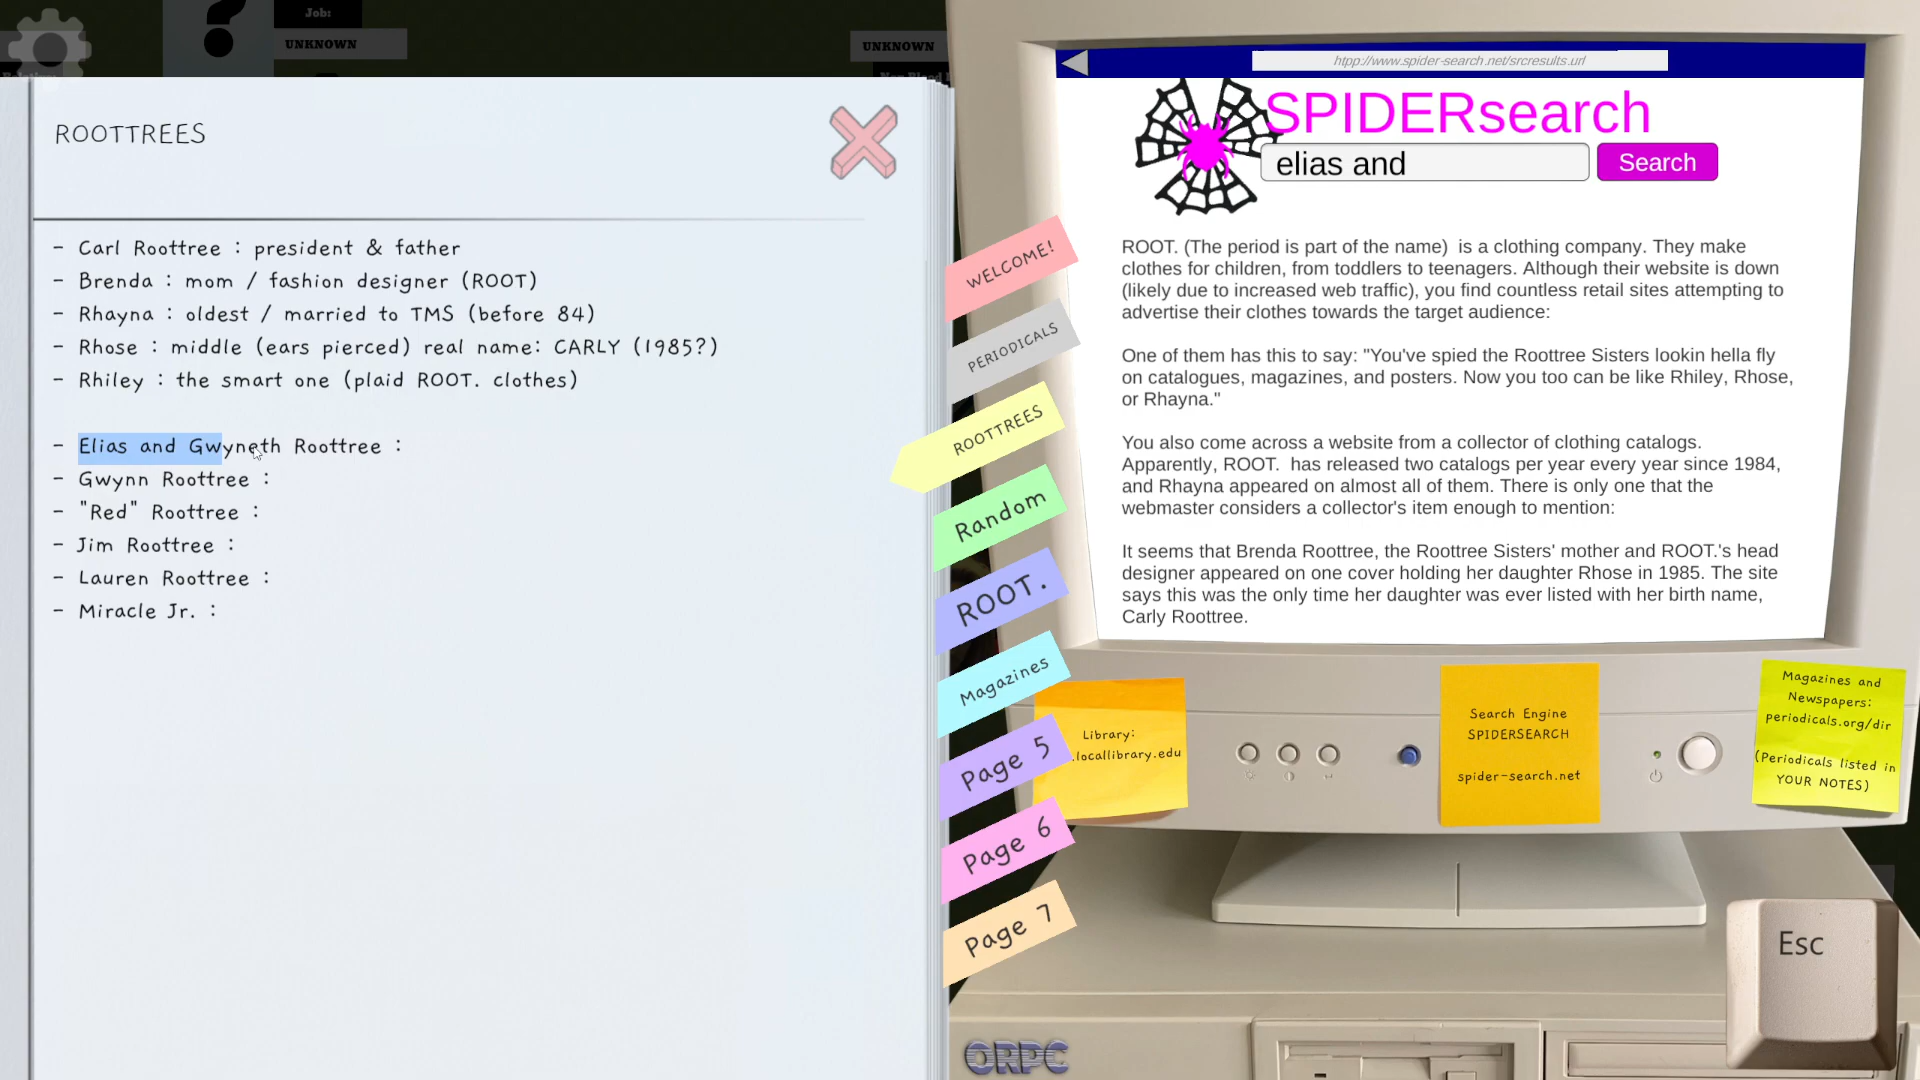 Job:
UNKNOWN
UNKNOWN
ROOTTREES
- Carl Roottree : president & father
- Brenda : mom / fashion designer (ROOT)
- Rhayna : oldest / married to TMS (before 84)
- Rhose : middle (ears pierced) real name: CARLY (1985?)
- Rhiley : the smart one (plaid ROOT. clothes)
- Elias and Gwyneth Roottree :
- Gwynn Roottree :
- "Red" Roottree :
- Jim Roottree :
- Lauren Roottree :
- Miracle Jr. :
WELCOME!
PERIODICALS
ROOTTREES
Random
ROOT.
Magazines
Page 5
Page 6
Page 7
htpp://www.spider-search.net/srcresults.url
SPIDERsearch
elias and
Search
ROOT. (The period is part of the name) is a clothing company. They make
clothes for children, from toddlers to teenagers. Although their website is down
(likely due to increased web traffic), you find countless retail sites attempting to
advertise their clothes towards the target audience:
One of them has this to say: "You've spied the Roottree Sisters lookin hella fly
on catalogues, magazines, and posters. Now you too can be like Rhiley, Rhose,
or Rhayna."
You also come across a website from a collector of clothing catalogs.
Apparently, ROOT. has released two catalogs per year every year since 1984,
and Rhayna appeared on almost all of them. There is only one that the
webmaster considers a collector's item enough to mention:
It seems that Brenda Roottree, the Roottree Sisters' mother and ROOT.'s head
designer appeared on one cover holding her daughter Rhose in 1985. The site
says this was the only time her daughter was ever listed with her birth name,
Carly Roottree.
Library:
.locallibrary.edu
Search Engine
SPIDERSEARCH
spider-search.net
Magazines and
Newspapers:
periodicals.org/dir
(Periodicals listed in
YOUR NOTES)
Esc
ORPC